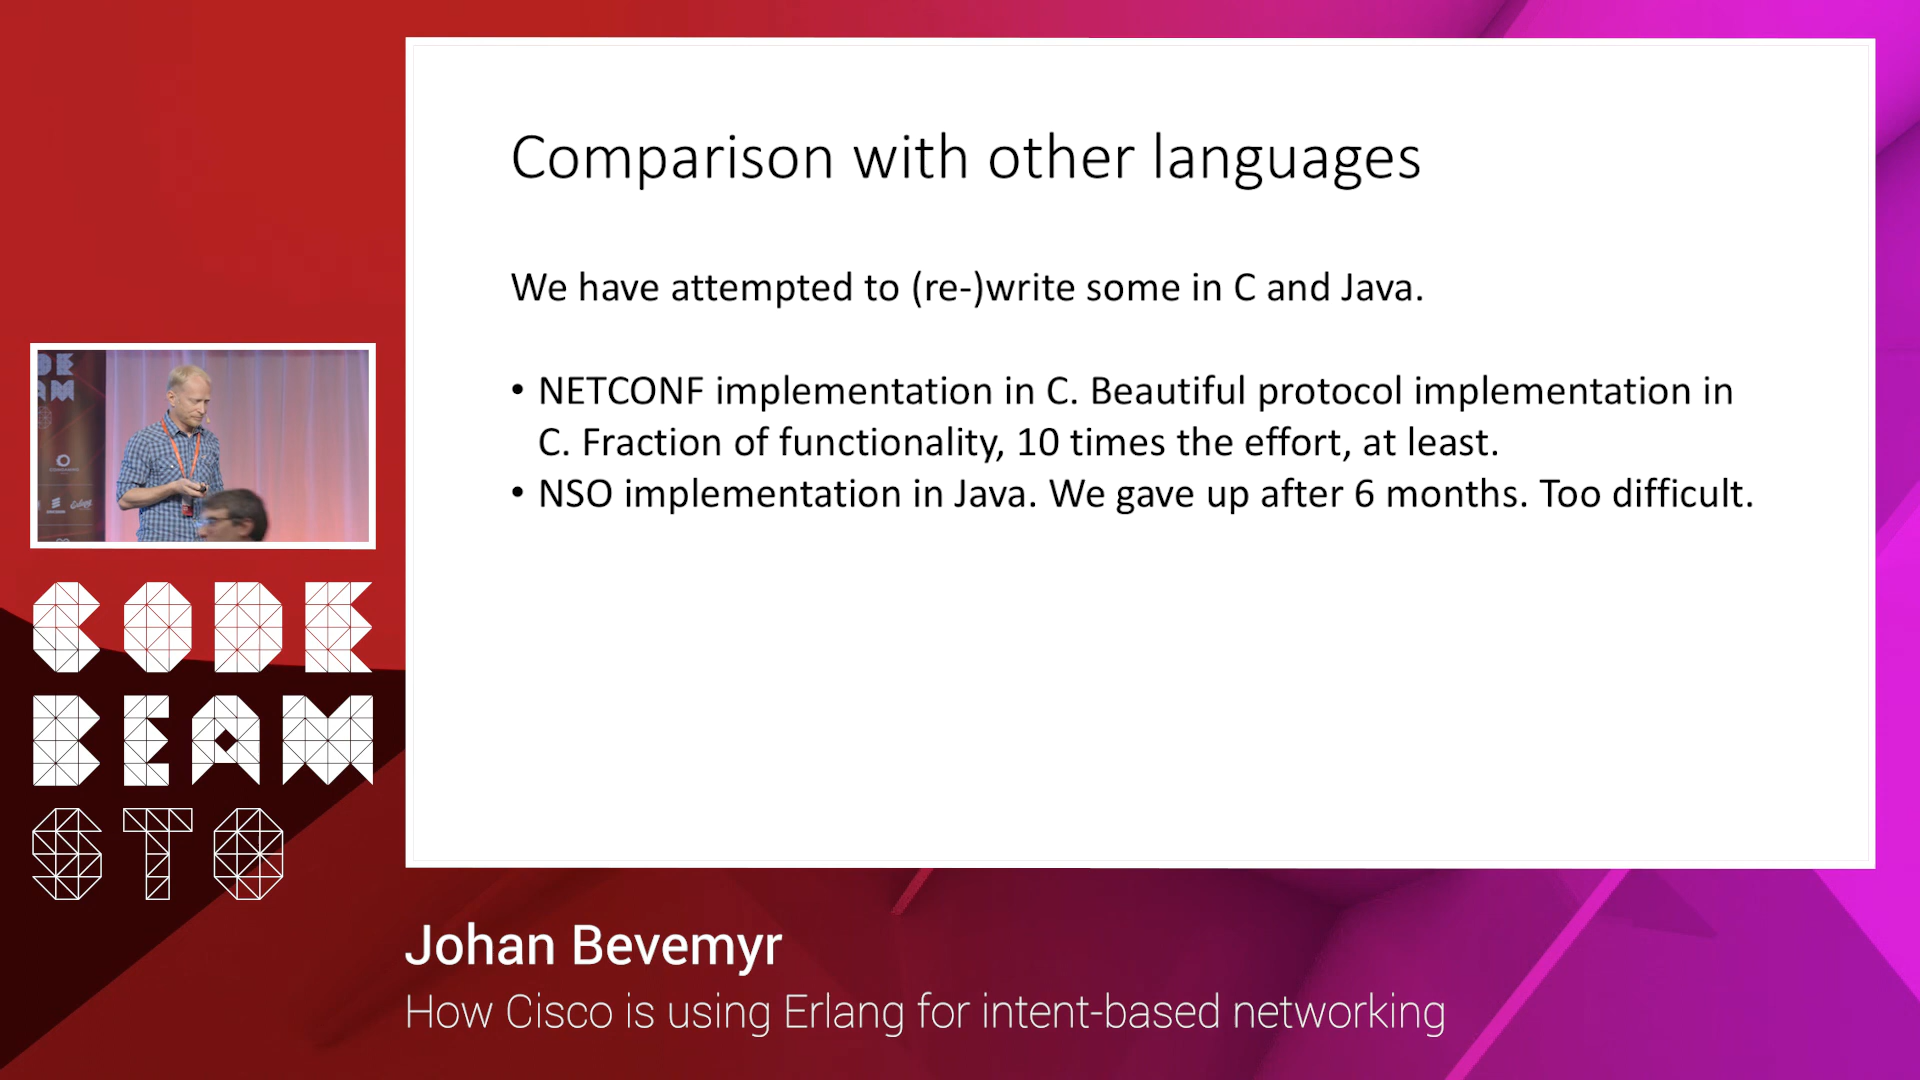 Comparison with other languages
We have attempted to (re-)write some in C and Java.
• NETCONF implementation in C. Beautiful protocol implementation in
C. Fraction of functionality, 10 times the effort, at least.
• NSO implementation in Java. We gave up after 6 months. Too difficult.
CODE
BEAM
STO
Johan Bevemyr
How Cisco is using Erlang for intent-based networking